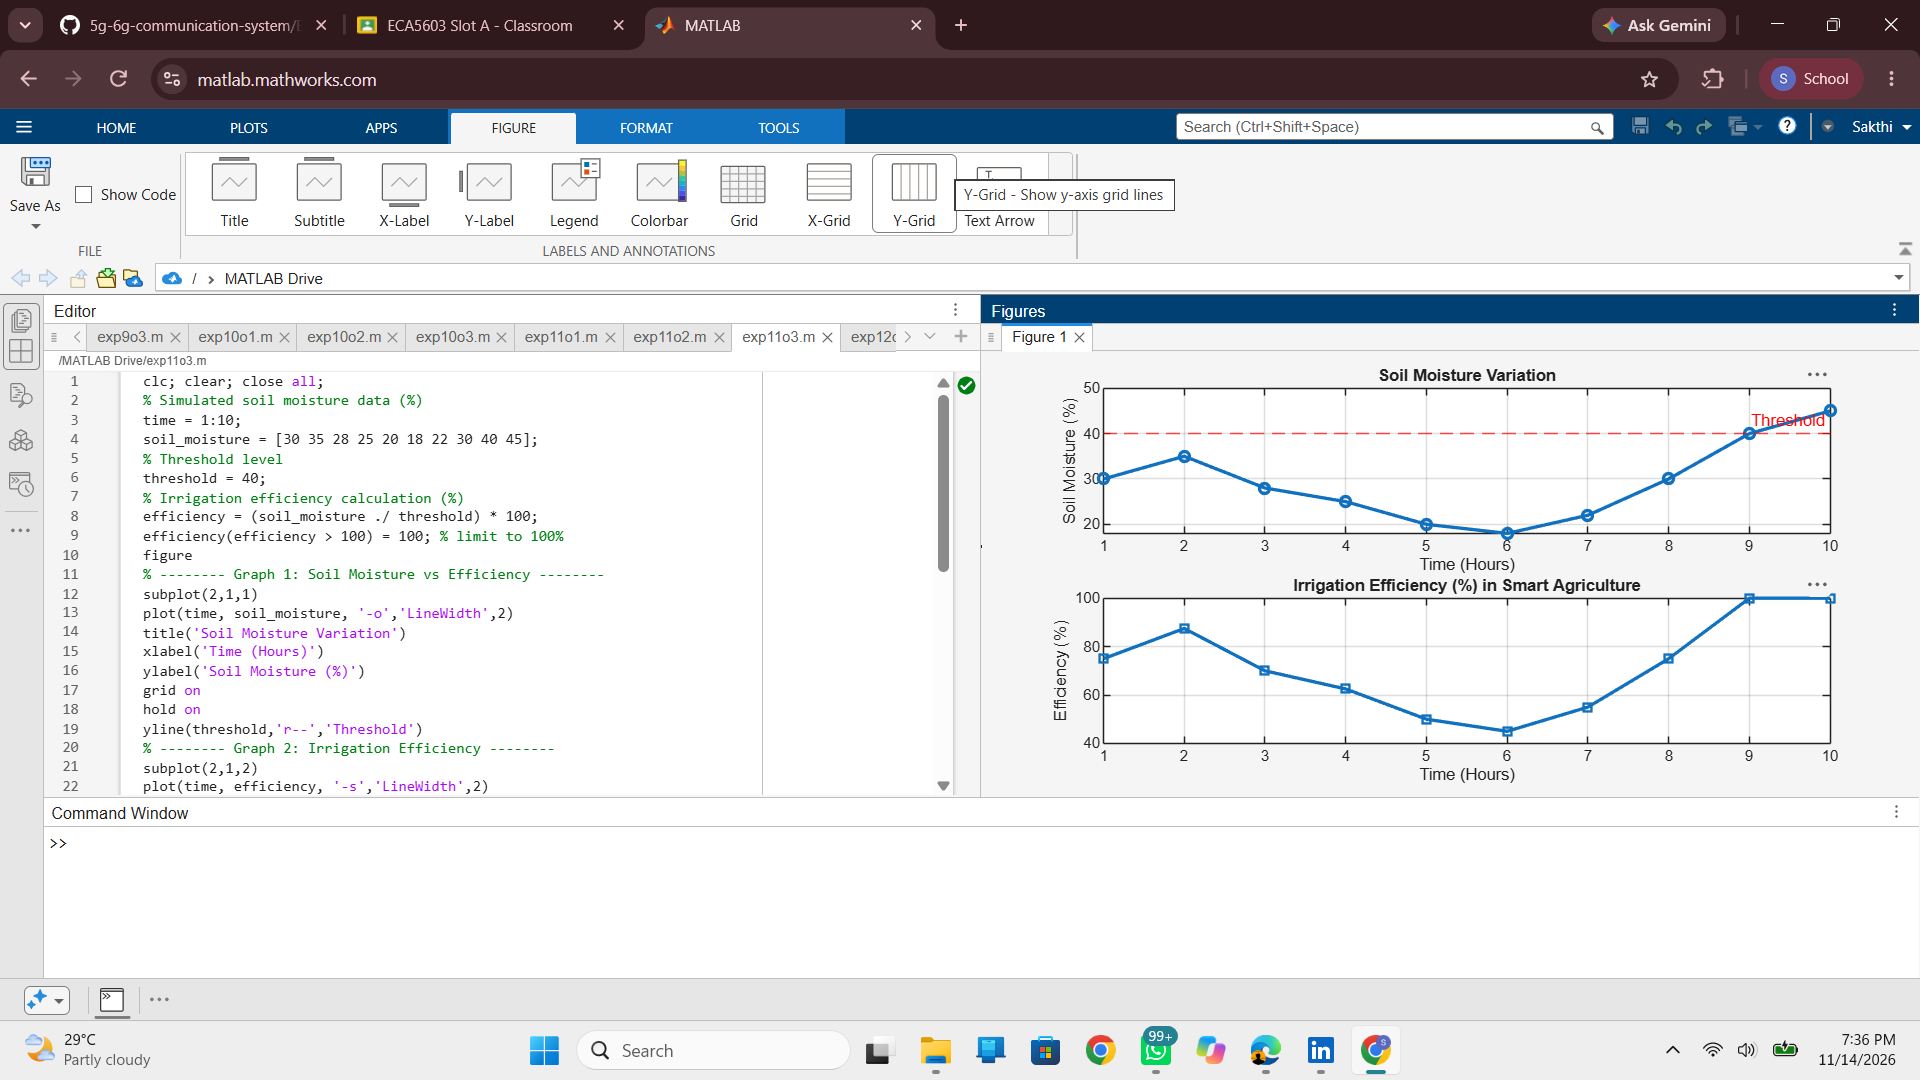 5g-6g-communication-system/
ECA5603 Slot A - Classroom
MATLAB
Ask Gemini
matlab.mathworks.com
S School
HOME PLOTS APPS FIGURE FORMAT TOOLS
Search (Ctrl+Shift+Space)
Sakthi
Save As
Show Code
Title Subtitle X-Label Y-Label Legend Colorbar Grid X-Grid Y-Grid Text Arrow
Y-Grid - Show y-axis grid lines
FILE
LABELS AND ANNOTATIONS
/ › MATLAB Drive
Editor
exp9o3.m exp10o1.m exp10o2.m exp10o3.m exp11o1.m exp11o2.m exp11o3.m exp12
/MATLAB Drive/exp11o3.m
1 clc; clear; close all;
2 % Simulated soil moisture data (%)
3 time = 1:10;
4 soil_moisture = [30 35 28 25 20 18 22 30 40 45];
5 % Threshold level
6 threshold = 40;
7 % Irrigation efficiency calculation (%)
8 efficiency = (soil_moisture ./ threshold) * 100;
9 efficiency(efficiency > 100) = 100; % limit to 100%
10 figure
11 % -------- Graph 1: Soil Moisture vs Efficiency --------
12 subplot(2,1,1)
13 plot(time, soil_moisture, '-o','LineWidth',2)
14 title('Soil Moisture Variation')
15 xlabel('Time (Hours)')
16 ylabel('Soil Moisture (%)')
17 grid on
18 hold on
19 yline(threshold,'r--','Threshold')
20 % -------- Graph 2: Irrigation Efficiency --------
21 subplot(2,1,2)
22 plot(time, efficiency, '-s','LineWidth',2)
Figures
Figure 1
Soil Moisture Variation
50
40
30
20
Soil Moisture (%)
Threshold
1 2 3 4 5 6 7 8 9 10
Time (Hours)
Irrigation Efficiency (%) in Smart Agriculture
100
80
60
40
Efficiency (%)
1 2 3 4 5 6 7 8 9 10
Time (Hours)
Command Window
>>
29°C
Partly cloudy
Search
99+
7:36 PM
11/14/2026